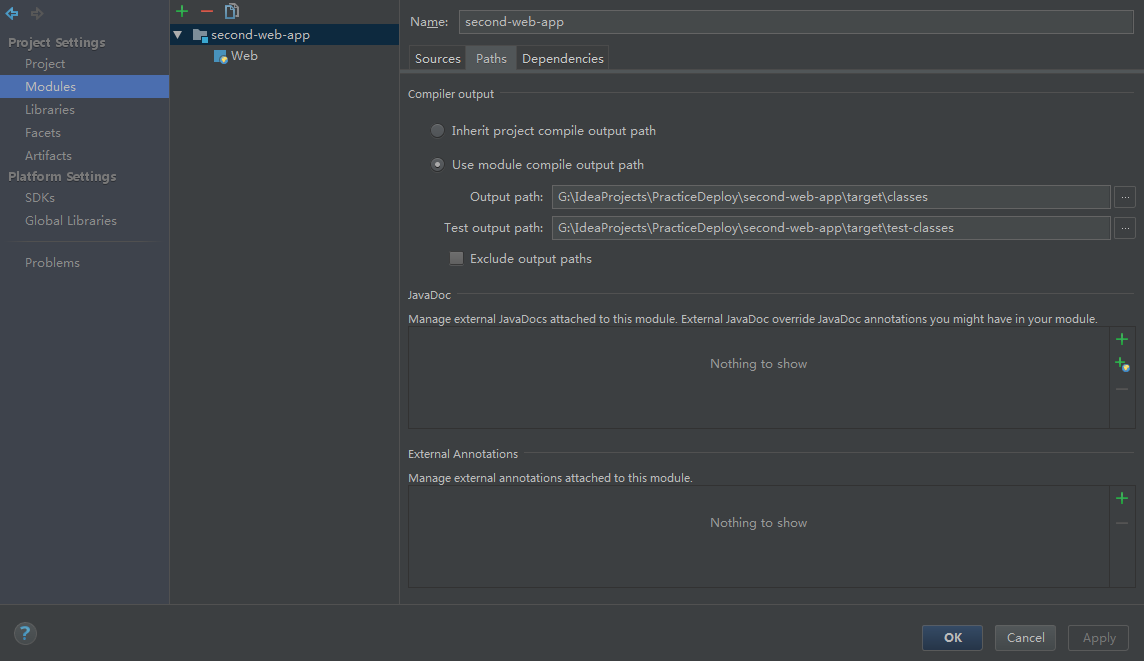 Project Settings
Project
Modules
Libraries
Facets
Artifacts
Platform Settings
SDKs
Global Libraries
Problems
second-web-app
Web
Name: second-web-app
Sources Paths Dependencies
Compiler output
Inherit project compile output path
Use module compile output path
Output path: G:\IdeaProjects\PracticeDeploy\second-web-app\target\classes ...
Test output path: G:\IdeaProjects\PracticeDeploy\second-web-app\target\test-classes ...
Exclude output paths
JavaDoc
Manage external JavaDocs attached to this module. External JavaDoc override JavaDoc annotations you might have in your module.
Nothing to show
External Annotations
Manage external annotations attached to this module.
Nothing to show
?
OK Cancel Apply